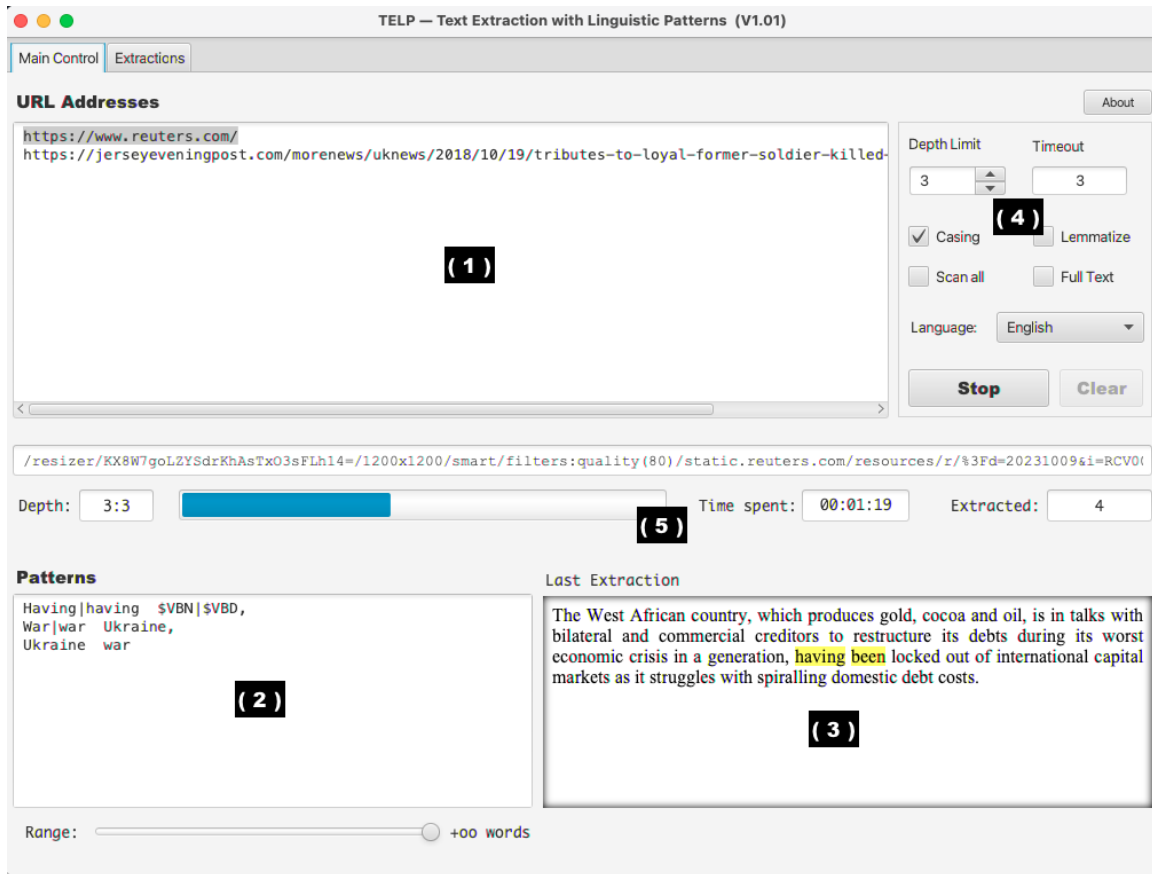 TELP — Text Extraction with Linguistic Patterns (V1.01)
Main Control Extractions
URL Addresses
About
https://www.reuters.com/
https://jerseyeveningpost.com/morenews/uknews/2018/10/19/tributes-to-loyal-former-soldier-killed-
( 1 )
Depth Limit Timeout
3 3
( 4 )
Casing Lemmatize
Scan all Full Text
Language: English
Stop Clear
/resizer/KX8W7goLZYSdrKhAsTxO3sFLh14=/1200x1200/smart/filters:quality(80)/static.reuters.com/resources/r/%3Fd=20231009&i=RCV0(
Depth: 3:3 Time spent: 00:01:19 Extracted: 4
( 5 )
Patterns
Having|having $VBN|$VBD,
War|war Ukraine,
Ukraine war
( 2 )
Last Extraction
The West African country, which produces gold, cocoa and oil, is in talks with
bilateral and commercial creditors to restructure its debts during its worst
economic crisis in a generation, having been locked out of international capital
markets as it struggles with spiralling domestic debt costs.
( 3 )
Range: +oo words